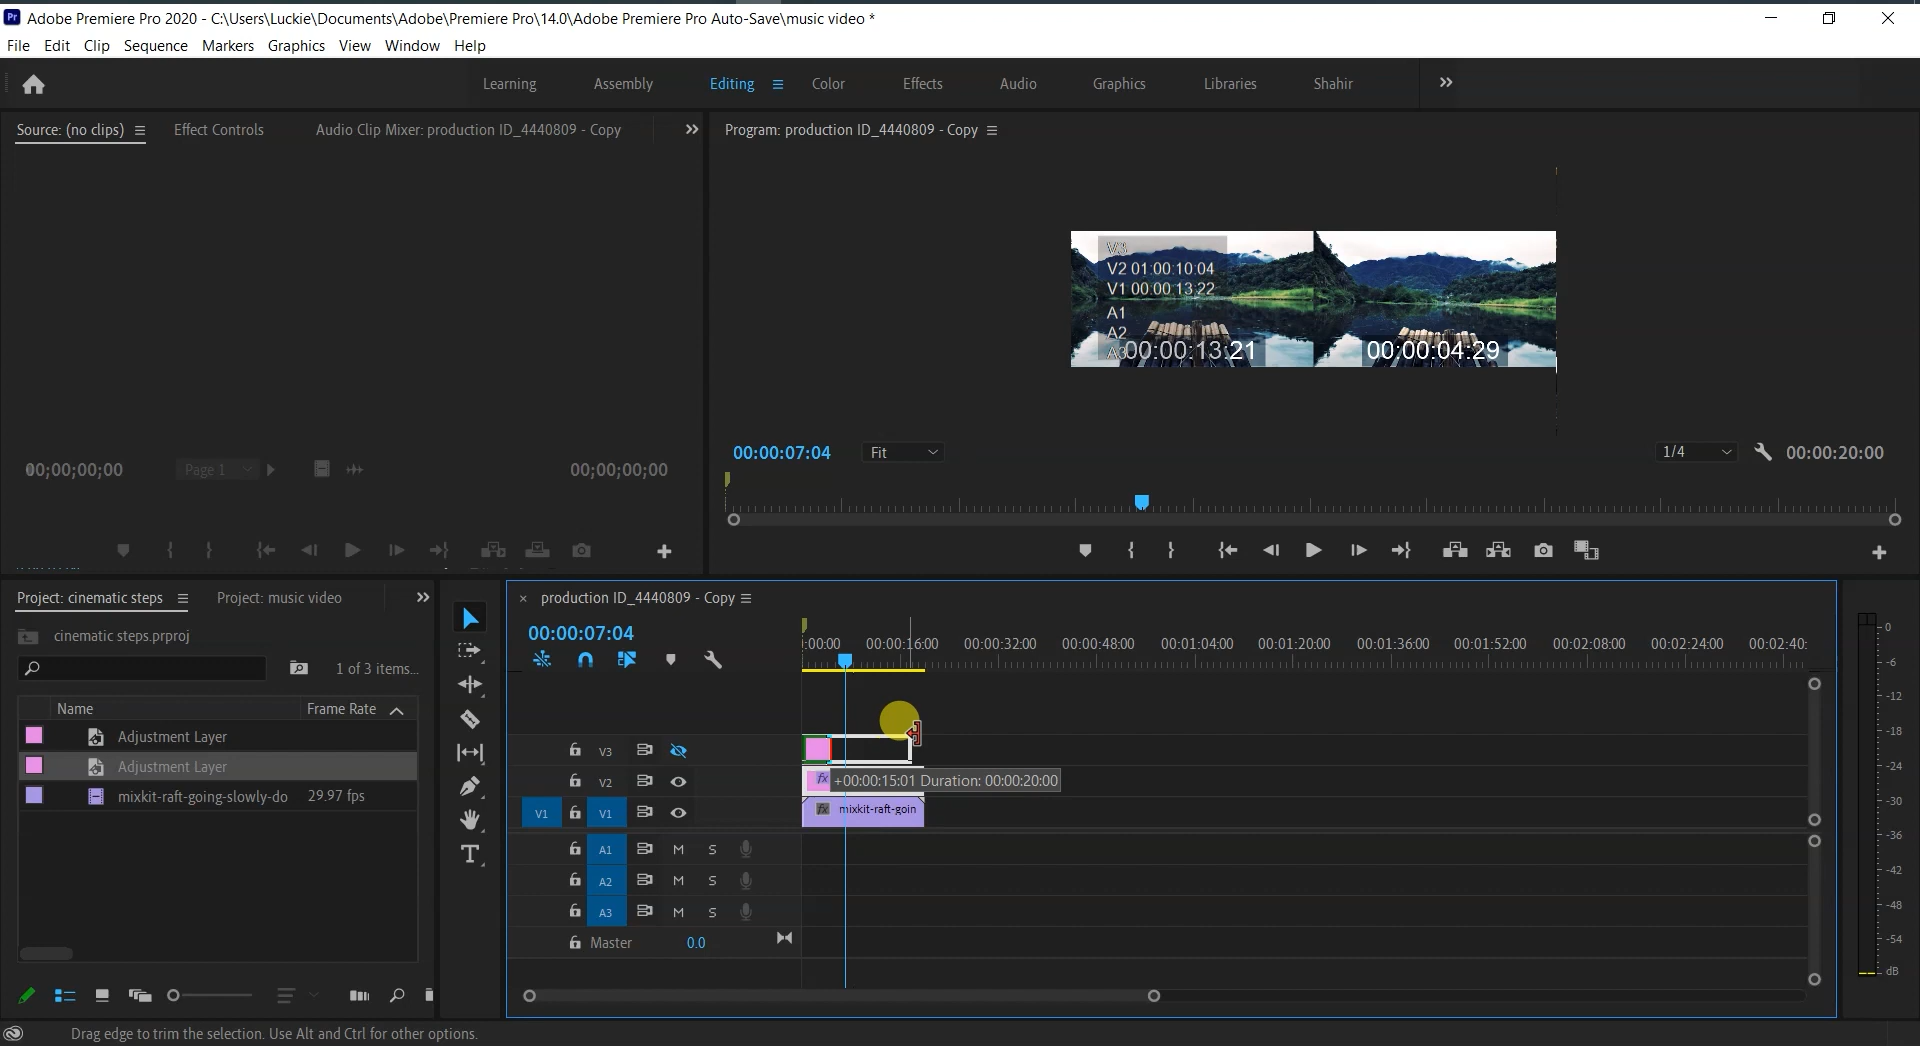 Pr Adobe Premiere Pro 2020 - C:\Users\Luckie\Documents\Adobe\Premiere Pro\14.0\Adobe Premiere Pro Auto-Save\music video *
File Edit Clip Sequence Markers Graphics View Window Help
Learning Assembly Editing Color Effects Audio Graphics Libraries Shahir
Source: (no clips) Effect Controls Audio Clip Mixer: production ID_4440809 - Copy
Program: production ID_4440809 - Copy
V3
V2 01:00:10:04
V1 00:00:13:22
A1
A2
A3
00:00:13:21 00:00:04:29
00:00:07:04 Fit 1/4 00:00:20:00
00;00;00;00 Page 1 00;00;00;00
Project: cinematic steps Project: music video
cinematic steps.prproj
1 of 3 items...
Name Frame Rate
Adjustment Layer
Adjustment Layer
mixkit-raft-going-slowly-do 29.97 fps
production ID_4440809 - Copy
00:00:07:04
:00:00 00:00:16:00 00:00:32:00 00:00:48:00 00:01:04:00 00:01:20:00 00:01:36:00 00:01:52:00 00:02:08:00 00:02:24:00 00:02:40:
V3
V2 fx +00:00:15:01 Duration: 00:00:20:00
V1 V1 fx mixkit-raft-goin
A1 M S
A2 M S
A3 M S
Master 0.0
0
-6
-12
-18
-24
-30
-36
-42
-48
-54
dB
Drag edge to trim the selection. Use Alt and Ctrl for other options.